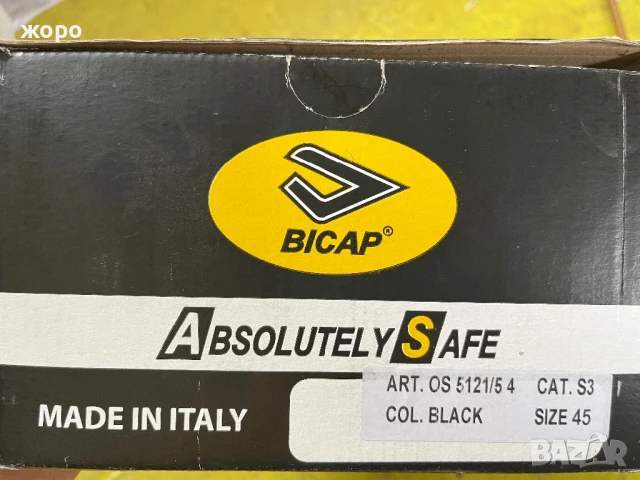 жоро
BICAP®
ABSOLUTELY SAFE
ART. OS 5121/5 4 CAT. S3
COL. BLACK SIZE 45
MADE IN ITALY
BAZAR